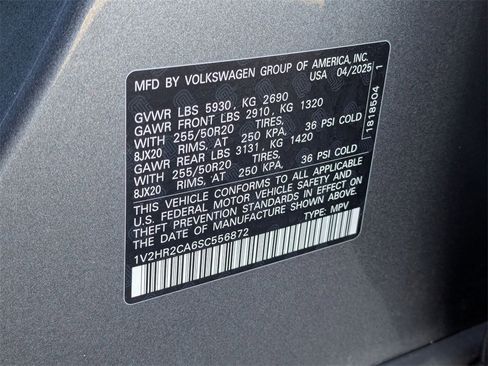 MFD BY VOLKSWAGEN GROUP OF AMERICA, INC.
USA 04/2025
GVWR LBS 5930, KG 2690
GAWR FRONT LBS 2910, KG 1320
WITH 255/50R20 TIRES,
8JX20 RIMS, AT 250 KPA, 36 PSI COLD
GAWR REAR LBS 3131, KG 1420
WITH 255/50R20 TIRES,
8JX20 RIMS, AT 250 KPA, 36 PSI COLD
THIS VEHICLE CONFORMS TO ALL APPLICABLE
U.S. FEDERAL MOTOR VEHICLE SAFETY AND
THEFT PREVENTION STANDARDS IN EFFECT ON
THE DATE OF MANUFACTURE SHOWN ABOVE.
1V2HR2CA6SC556872 TYPE: MPV
1818504 1